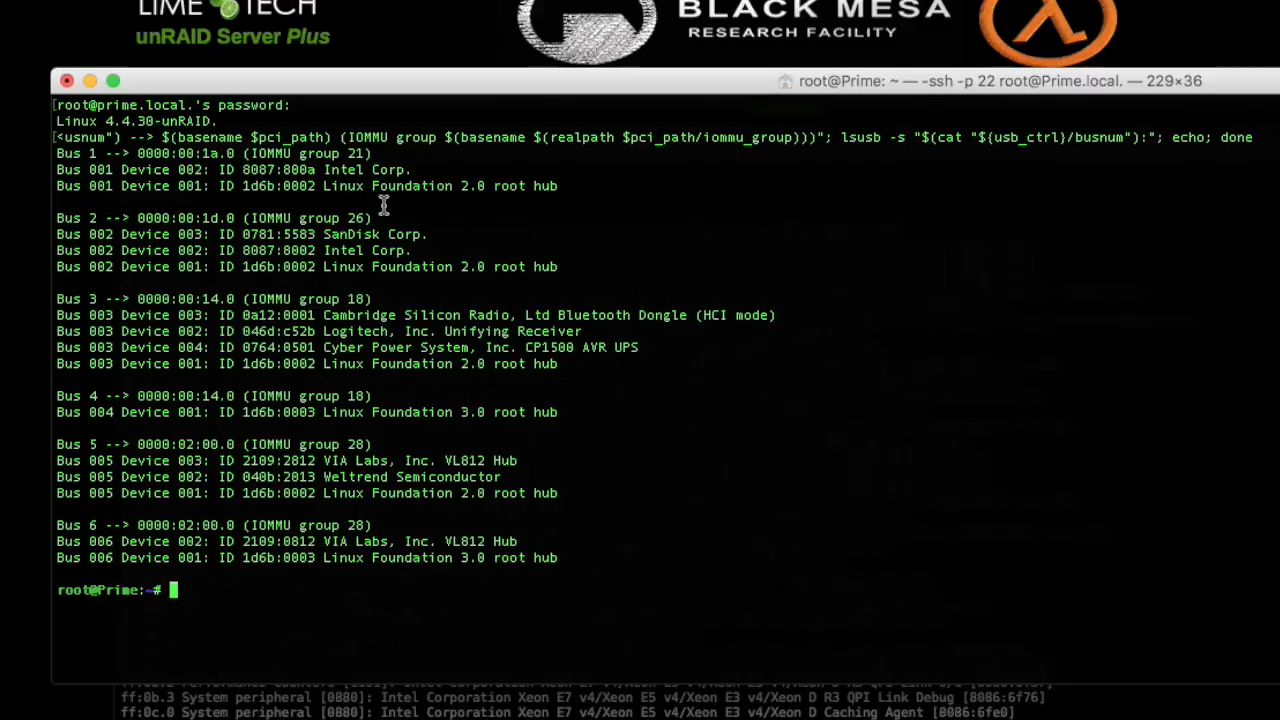 LIME TECH
unRAID Server Plus
BLACK MESA
RESEARCH FACILITY
root@Prime: ~ — -ssh -p 22 root@Prime.local. — 229×36
[root@prime.local.'s password:
Linux 4.4.30-unRAID.
[<usnum") --> $(basename $pci_path) (IOMMU group $(basename $(realpath $pci_path/iommu_group)))"; lsusb -s "$(cat "${usb_ctrl}/busnum"):"; echo; done
Bus 1 --> 0000:00:1a.0 (IOMMU group 21)
Bus 001 Device 002: ID 8087:800a Intel Corp.
Bus 001 Device 001: ID 1d6b:0002 Linux Foundation 2.0 root hub
Bus 2 --> 0000:00:1d.0 (IOMMU group 26)
Bus 002 Device 003: ID 0781:5583 SanDisk Corp.
Bus 002 Device 002: ID 8087:8002 Intel Corp.
Bus 002 Device 001: ID 1d6b:0002 Linux Foundation 2.0 root hub
Bus 3 --> 0000:00:14.0 (IOMMU group 18)
Bus 003 Device 003: ID 0a12:0001 Cambridge Silicon Radio, Ltd Bluetooth Dongle (HCI mode)
Bus 003 Device 002: ID 046d:c52b Logitech, Inc. Unifying Receiver
Bus 003 Device 004: ID 0764:0501 Cyber Power System, Inc. CP1500 AVR UPS
Bus 003 Device 001: ID 1d6b:0002 Linux Foundation 2.0 root hub
Bus 4 --> 0000:00:14.0 (IOMMU group 18)
Bus 004 Device 001: ID 1d6b:0003 Linux Foundation 3.0 root hub
Bus 5 --> 0000:02:00.0 (IOMMU group 28)
Bus 005 Device 003: ID 2109:2812 VIA Labs, Inc. VL812 Hub
Bus 005 Device 002: ID 040b:2013 Weltrend Semiconductor
Bus 005 Device 001: ID 1d6b:0002 Linux Foundation 2.0 root hub
Bus 6 --> 0000:02:00.0 (IOMMU group 28)
Bus 006 Device 002: ID 2109:0812 VIA Labs, Inc. VL812 Hub
Bus 006 Device 001: ID 1d6b:0003 Linux Foundation 3.0 root hub
root@Prime:~#
ff:0b.3 System peripheral [0880]: Intel Corporation Xeon E7 v4/Xeon E5 v4/Xeon E3 v4/Xeon D R3 QPI Link Debug [8086:6f76]
ff:0c.0 System peripheral [0880]: Intel Corporation Xeon E7 v4/Xeon E5 v4/Xeon E3 v4/Xeon D Caching Agent [8086:6fe0]